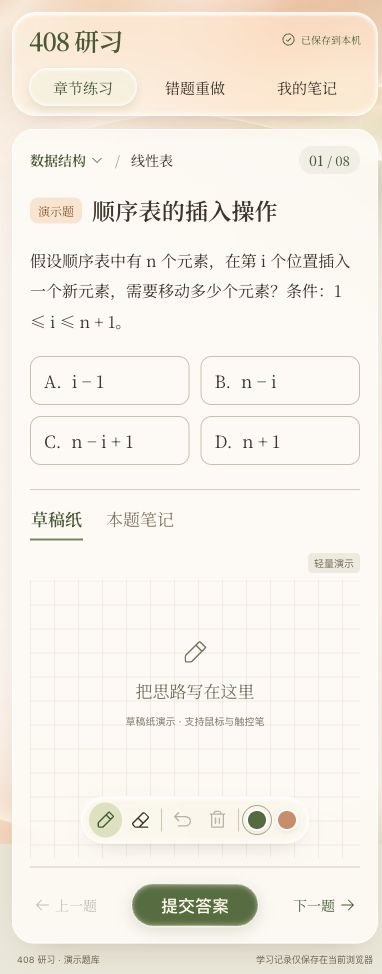 408 研习
已保存到本机
章节练习 错题重做 我的笔记
数据结构 / 线性表 01 / 08
演示题 顺序表的插入操作
假设顺序表中有 n 个元素，在第 i 个位置插入
一个新元素，需要移动多少个元素？条件：1
≤ i ≤ n + 1。
A. i − 1 B. n − i
C. n − i + 1 D. n + 1
草稿纸 本题笔记
轻量演示
把思路写在这里
草稿纸演示 · 支持鼠标与触控笔
← 上一题 提交答案 下一题 →
408 研习 · 演示题库 学习记录仅保存在当前浏览器